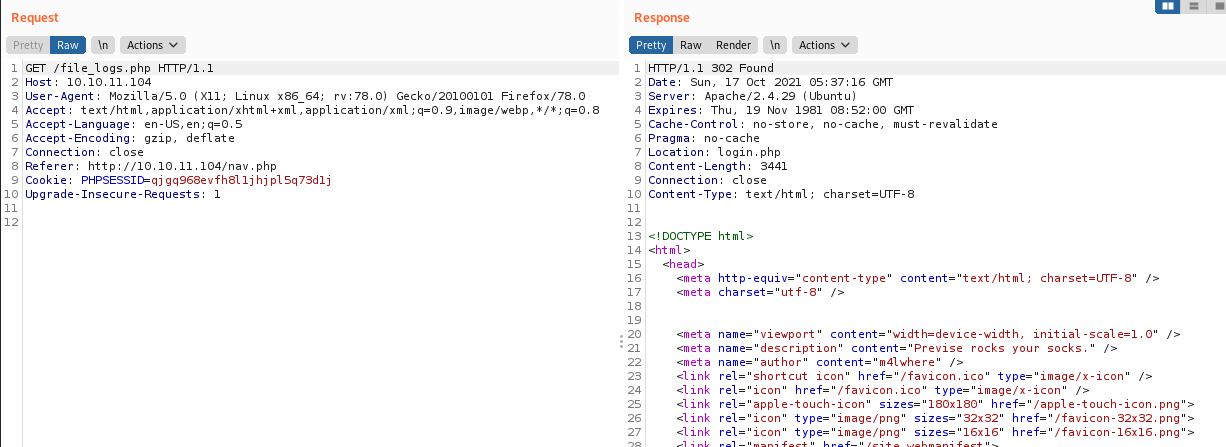 Request
Pretty Raw \n Actions
1 GET /file_logs.php HTTP/1.1
2 Host: 10.10.11.104
3 User-Agent: Mozilla/5.0 (X11; Linux x86_64; rv:78.0) Gecko/20100101 Firefox/78.0
4 Accept: text/html,application/xhtml+xml,application/xml;q=0.9,image/webp,*/*;q=0.8
5 Accept-Language: en-US,en;q=0.5
6 Accept-Encoding: gzip, deflate
7 Connection: close
8 Referer: http://10.10.11.104/nav.php
9 Cookie: PHPSESSID=qjgq968evfh8l1jhjpl5q73d1j
10 Upgrade-Insecure-Requests: 1
11
12
Response
Pretty Raw Render \n Actions
1 HTTP/1.1 302 Found
2 Date: Sun, 17 Oct 2021 05:37:16 GMT
3 Server: Apache/2.4.29 (Ubuntu)
4 Expires: Thu, 19 Nov 1981 08:52:00 GMT
5 Cache-Control: no-store, no-cache, must-revalidate
6 Pragma: no-cache
7 Location: login.php
8 Content-Length: 3441
9 Connection: close
10 Content-Type: text/html; charset=UTF-8
11
12
13 <!DOCTYPE html>
14 <html>
15 <head>
16 <meta http-equiv="content-type" content="text/html; charset=UTF-8" />
17 <meta charset="utf-8" />
18
19
20 <meta name="viewport" content="width=device-width, initial-scale=1.0" />
21 <meta name="description" content="Previse rocks your socks." />
22 <meta name="author" content="m4lwhere" />
23 <link rel="shortcut icon" href="/favicon.ico" type="image/x-icon" />
24 <link rel="icon" href="/favicon.ico" type="image/x-icon" />
25 <link rel="apple-touch-icon" sizes="180x180" href="/apple-touch-icon.png">
26 <link rel="icon" type="image/png" sizes="32x32" href="/favicon-32x32.png">
27 <link rel="icon" type="image/png" sizes="16x16" href="/favicon-16x16.png">
28 <link rel="manifest" href="/site.webmanifest">